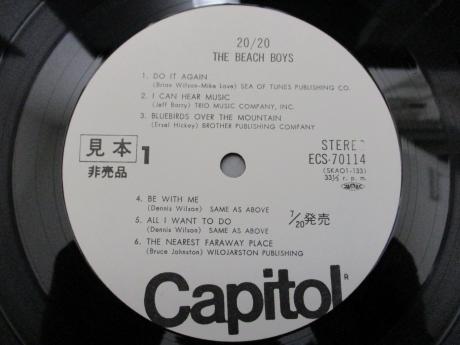 20/20
THE BEACH BOYS
1. DO IT AGAIN
(Brian Wilson-Mike Love) SEA OF TUNES PUBLISHING CO.
2. I CAN HEAR MUSIC
(Jeff Barry) TRIO MUSIC COMPANY, INC.
3. BLUEBIRDS OVER THE MOUNTAIN
(Ersel Hickey) BROTHER PUBLISHING COMPANY
見本 1
非売品
STEREO
ECS-70114
(SKAO1-133)
33⅓ r. p. m.
4. BE WITH ME
(Dennis Wilson) SAME AS ABOVE
5. ALL I WANT TO DO
(Dennis Wilson) SAME AS ABOVE
7/20発売
6. THE NEAREST FARAWAY PLACE
(Bruce Johnston) WILOJARSTON PUBLISHING
Capitol R